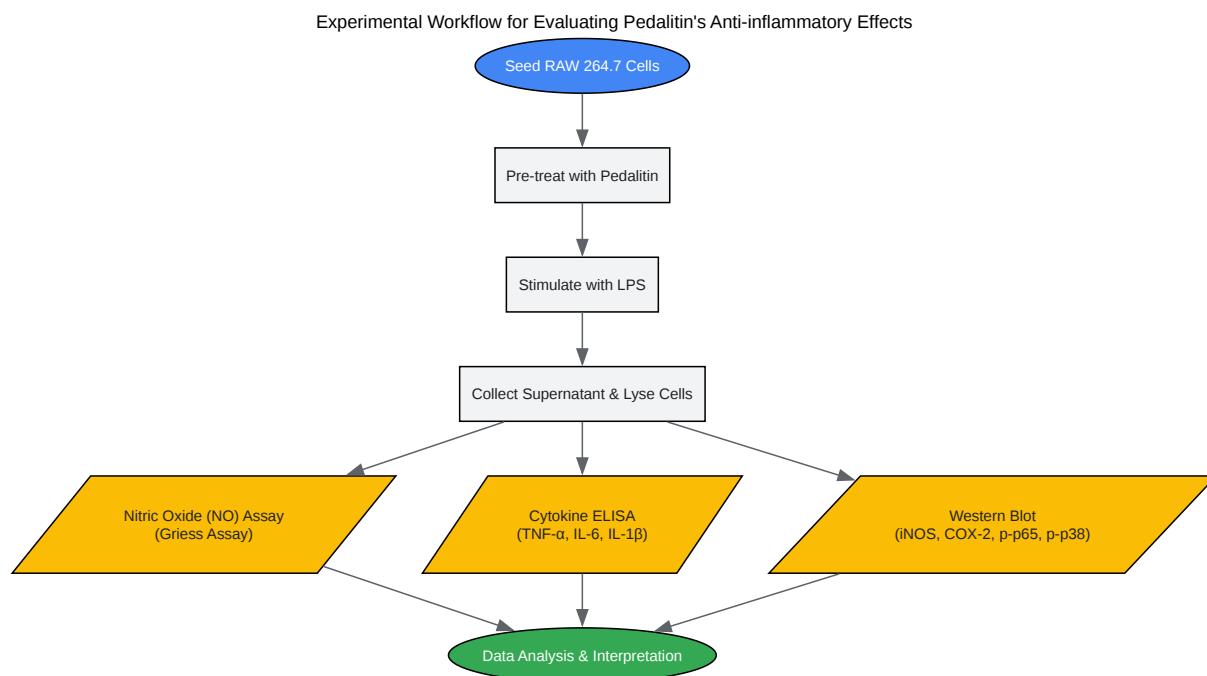 Experimental Workflow for Evaluating Pedalitin's Anti-inflammatory Effects
Seed RAW 264.7 Cells
Pre-treat with Pedalitin
Stimulate with LPS
Collect Supernatant & Lyse Cells
Nitric Oxide (NO) Assay
(Griess Assay)
Cytokine ELISA
(TNF-α, IL-6, IL-1β)
Western Blot
(iNOS, COX-2, p-p65, p-p38)
Data Analysis & Interpretation